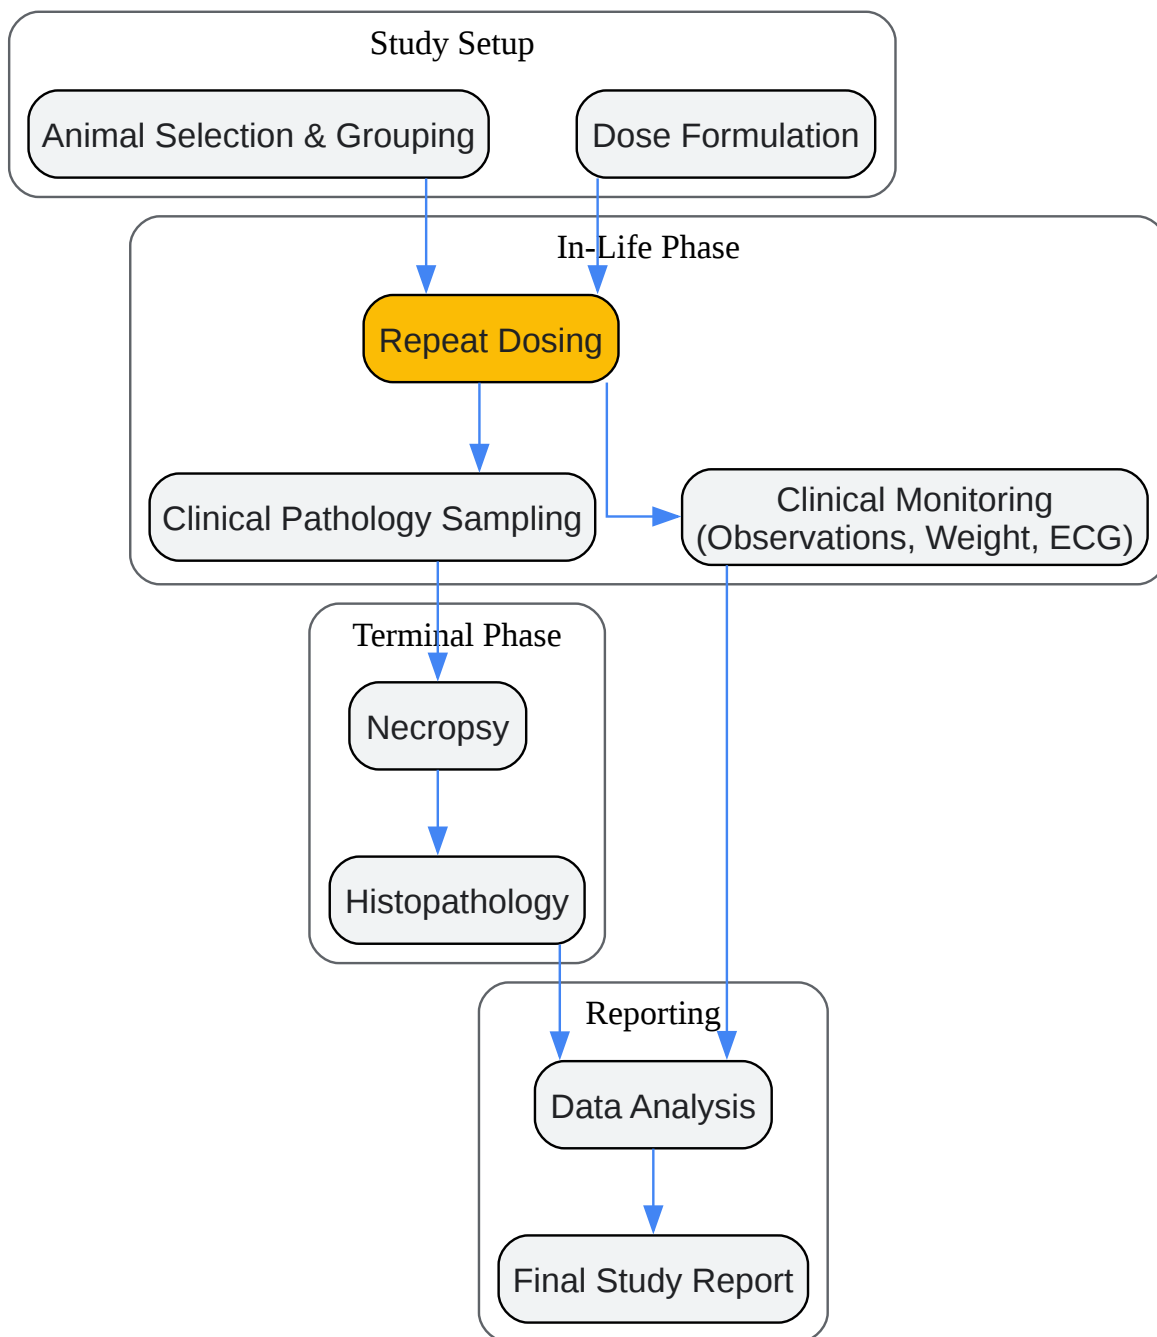 Study Setup
Animal Selection & Grouping
Dose Formulation
In-Life Phase
Repeat Dosing
Clinical Pathology Sampling
Clinical Monitoring
(Observations, Weight, ECG)
Terminal Phase
Necropsy
Histopathology
Reporting
Data Analysis
Final Study Report